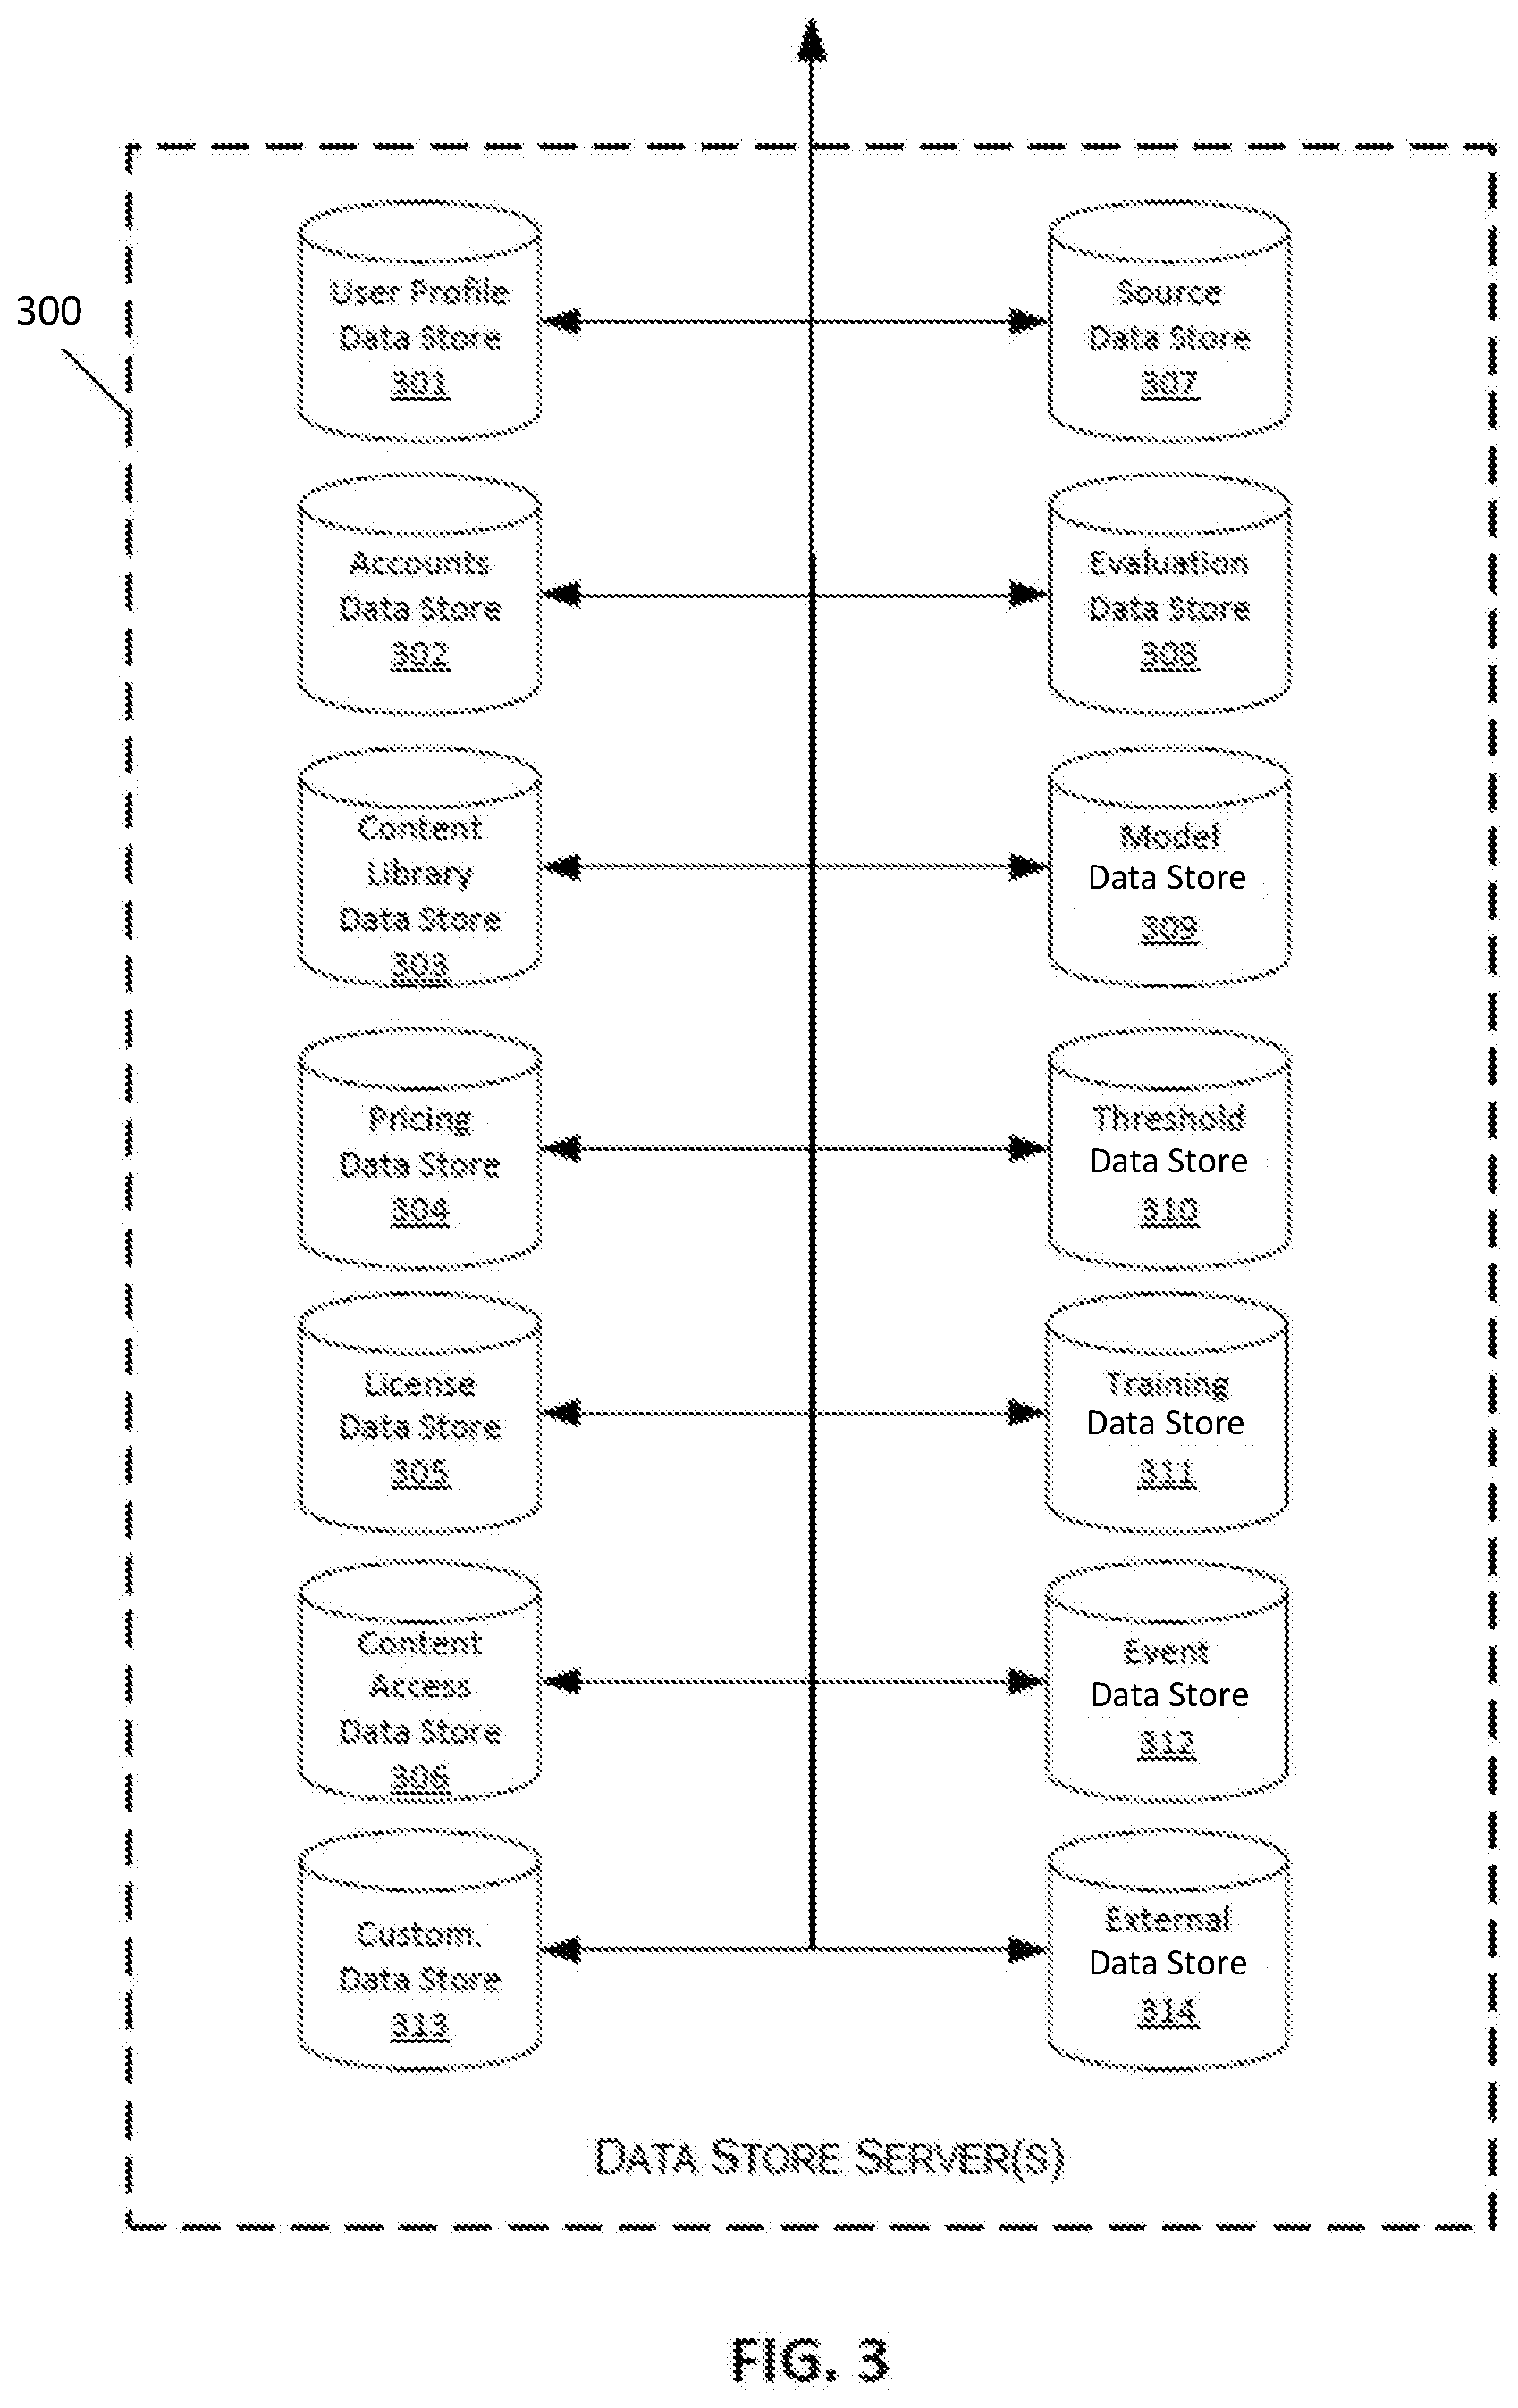 300
User Profile
Data Store
301
Source
Data Store
307
Accounts
Data Store
302
Evaluation
Data Store
308
Content
Library
Data Store
303
Model
Data Store
309
Pricing
Data Store
304
Threshold
Data Store
310
License
Data Store
305
Training
Data Store
311
Content
Access
Data Store
306
Event
Data Store
312
Custom.
Data Store
313
External
Data Store
314
DATA STORE SERVER(S)
FIG. 3